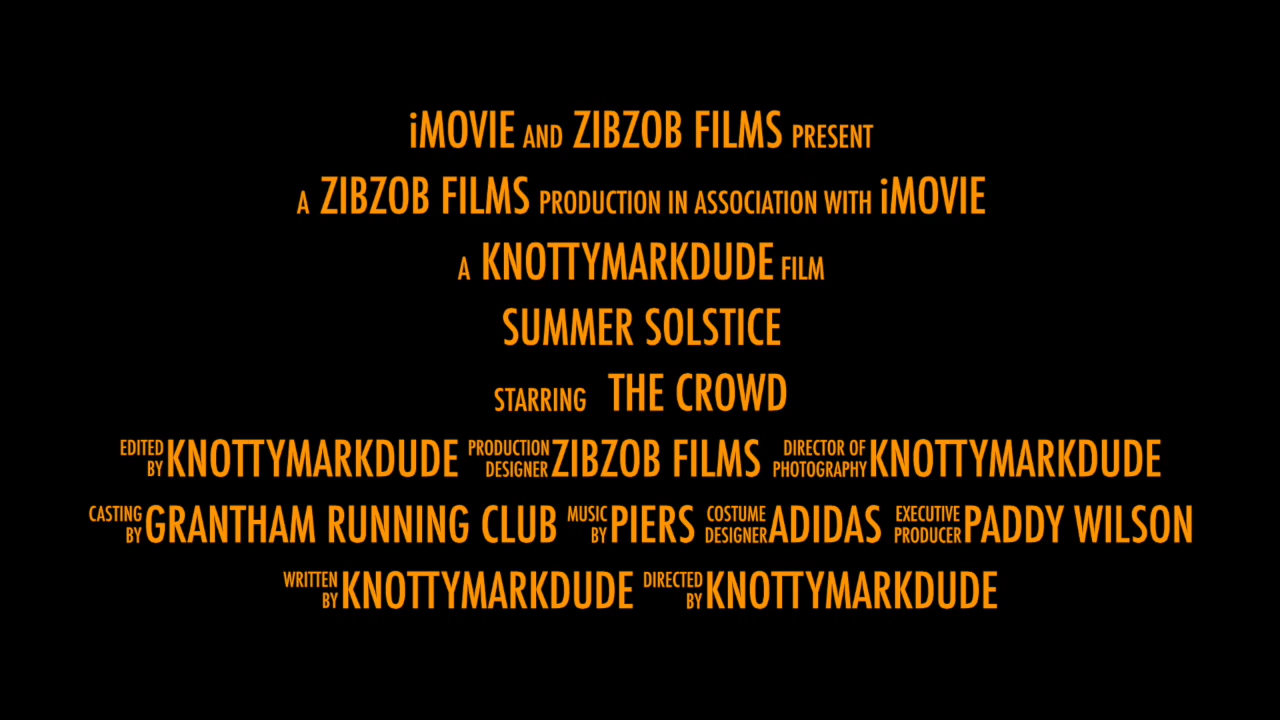 iMOVIE AND ZIBZOB FILMS PRESENT
A ZIBZOB FILMS PRODUCTION IN ASSOCIATION WITH iMOVIE
A KNOTTYMARKDUDE FILM
SUMMER SOLSTICE
STARRING THE CROWD
EDITED BY KNOTTYMARKDUDE PRODUCTION DESIGNER ZIBZOB FILMS DIRECTOR OF PHOTOGRAPHY KNOTTYMARKDUDE
CASTING BY GRANTHAM RUNNING CLUB MUSIC BY PIERS COSTUME DESIGNER ADIDAS EXECUTIVE PRODUCER PADDY WILSON
WRITTEN BY KNOTTYMARKDUDE DIRECTED BY KNOTTYMARKDUDE